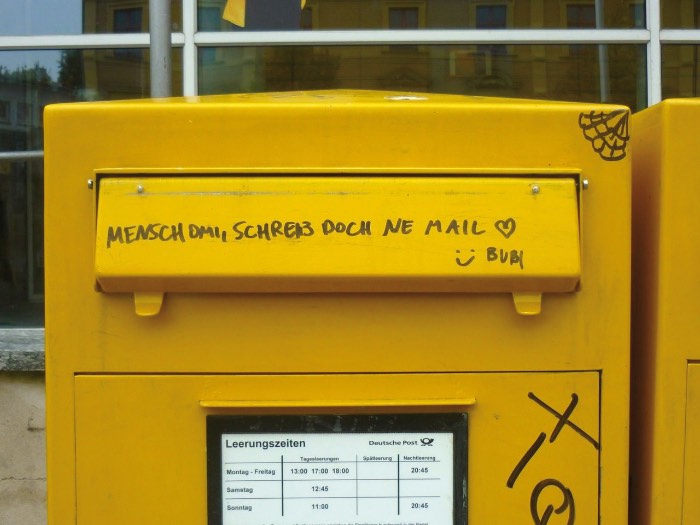 MENSCH OMI, SCHREIB DOCH NE MAIL ♡
BUBI
Leerungszeiten
Deutsche Post
Tagesleerungen Spätleerung Nachtleerung
Montag - Freitag 13:00 17:00 18:00 20:45
Samstag 12:45
Sonntag 11:00 20:45